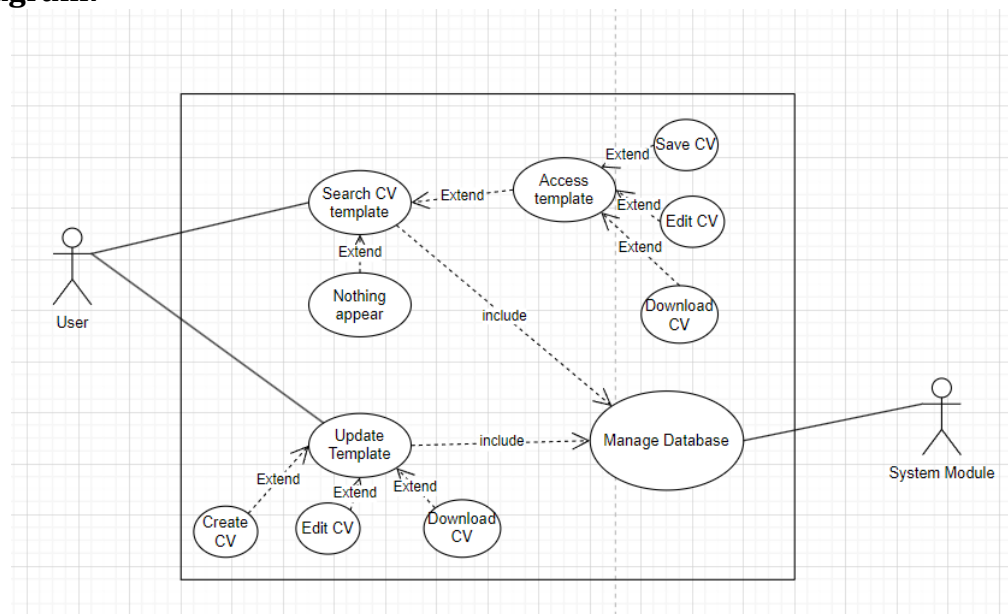 Save CV
Extend
Access
template
Search CV
template
Extend
Extend
Edit CV
Extend
Extend
Nothing
appear
Download
CV
include
User
Update
Template
include
Manage Database
System Module
Extend
Extend
Extend
Create
CV
Edit CV
Download
CV